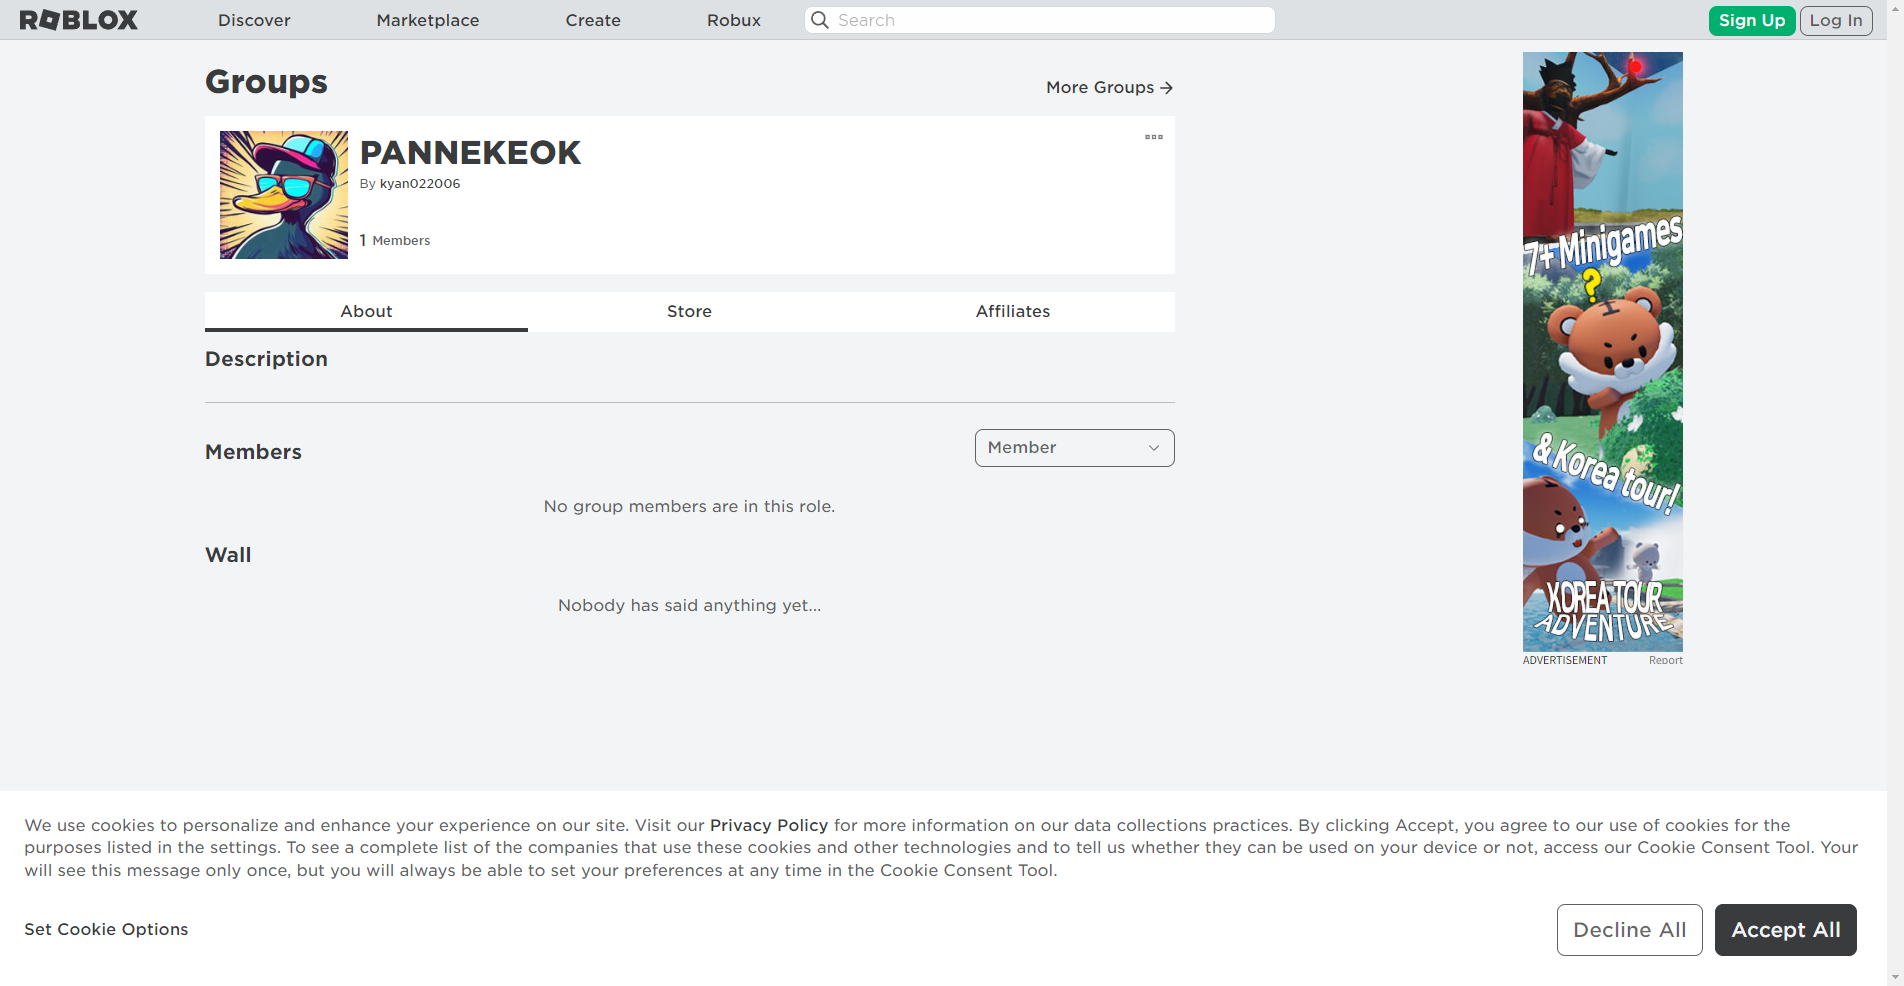 ROBLOX
Discover
Marketplace
Create
Robux
Search
Sign Up
Log In
Groups
More Groups
PANNEKEOK
By kyan022006
1 Members
About
Store
Affiliates
Description
Members
Member
No group members are in this role.
Wall
Nobody has said anything yet...
7+ Minigames
?
& Korea tour!
KOREA TOUR
ADVENTURE
ADVERTISEMENT
Report
We use cookies to personalize and enhance your experience on our site. Visit our Privacy Policy for more information on our data collections practices. By clicking Accept, you agree to our use of cookies for the
purposes listed in the settings. To see a complete list of the companies that use these cookies and other technologies and to tell us whether they can be used on your device or not, access our Cookie Consent Tool. Your
will see this message only once, but you will always be able to set your preferences at any time in the Cookie Consent Tool.
Set Cookie Options
Decline All
Accept All